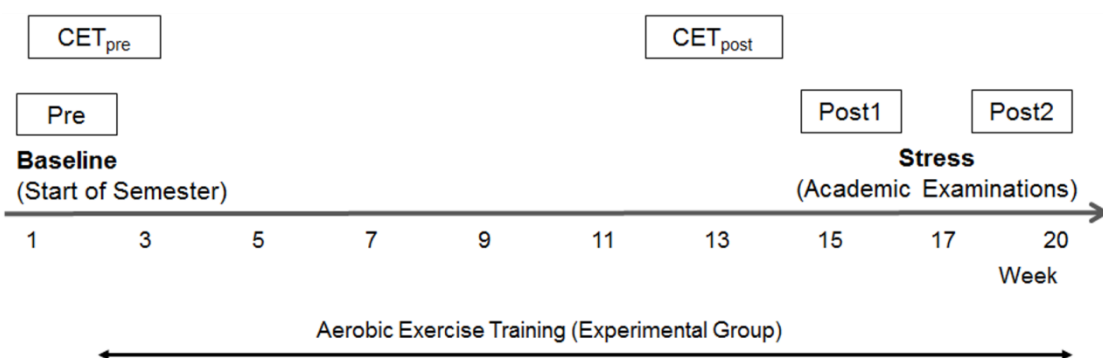 CETpre CETpost
Pre Post1 Post2
Baseline Stress
(Start of Semester) (Academic Examinations)
1 3 5 7 9 11 13 15 17 20
Week
Aerobic Exercise Training (Experimental Group)